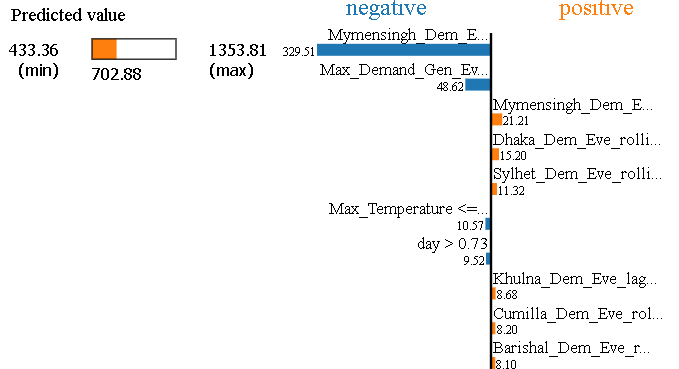 Predicted value
negative
positive
433.36
(min)
702.88
1353.81
(max)
Mymensingh_Dem_E...
329.51
Max_Demand_Gen_Ev...
48.62
Mymensingh_Dem_E...
21.21
Dhaka_Dem_Eve_rolli...
15.20
Sylhet_Dem_Eve_rolli...
11.32
Max_Temperature <=...
10.57
day > 0.73
9.52
Khulna_Dem_Eve_lag...
8.68
Cumilla_Dem_Eve_rol...
8.20
Barishal_Dem_Eve_r...
8.10